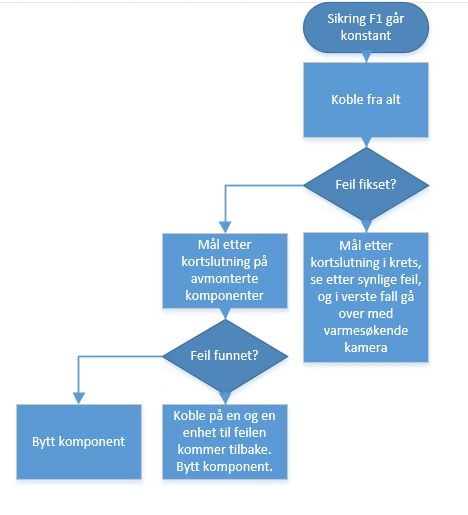 Sikring F1 går
konstant
Koble fra alt
Feil fikset?
Mål etter
kortslutning på
avmonterte
komponenter
Mål etter
kortslutning i krets,
se etter synlige feil,
og i verste fall gå
over med
varmesøkende
kamera
Feil funnet?
Bytt komponent
Koble på en og en
enhet til feilen
kommer tilbake.
Bytt komponent.